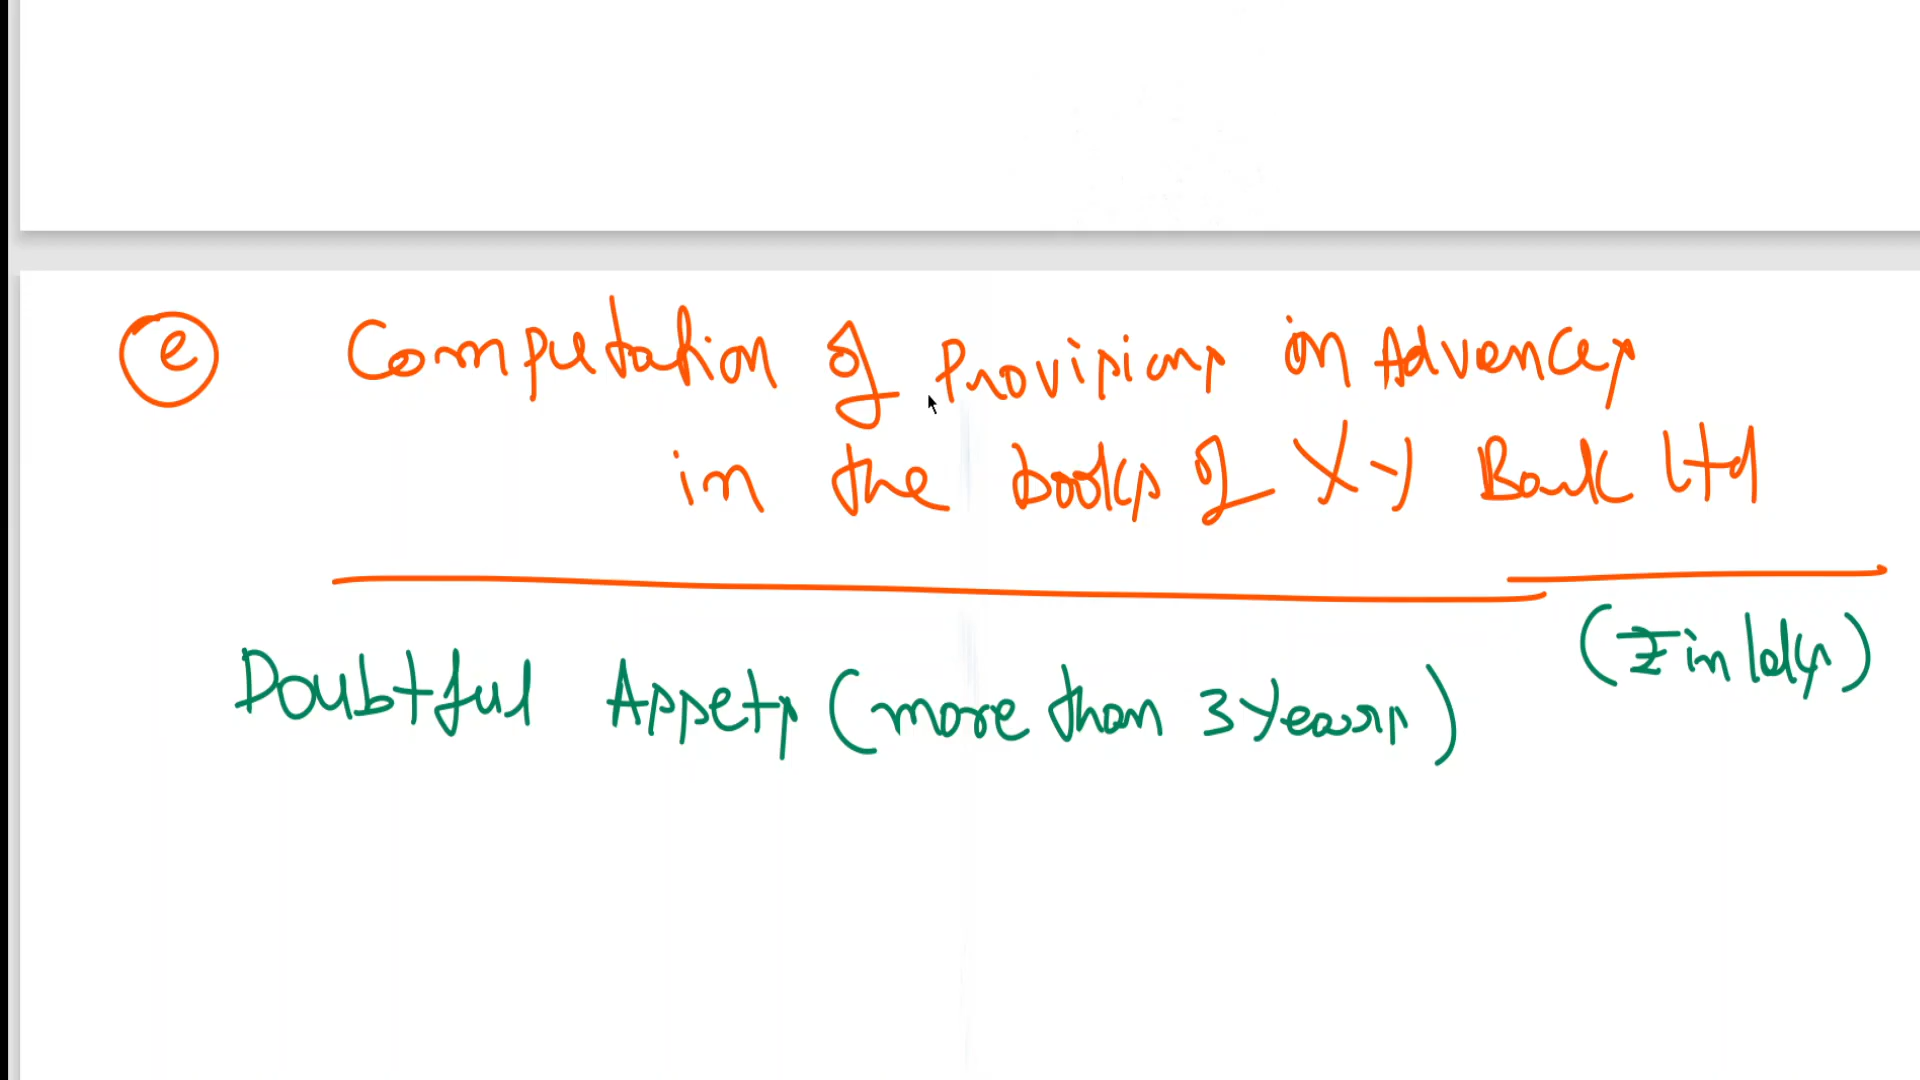 e Computation of Provisions on Advances
in the books of X-Y Bank Ltd
(₹ in lakhs)
Doubtful Assets (more than 3 Years)